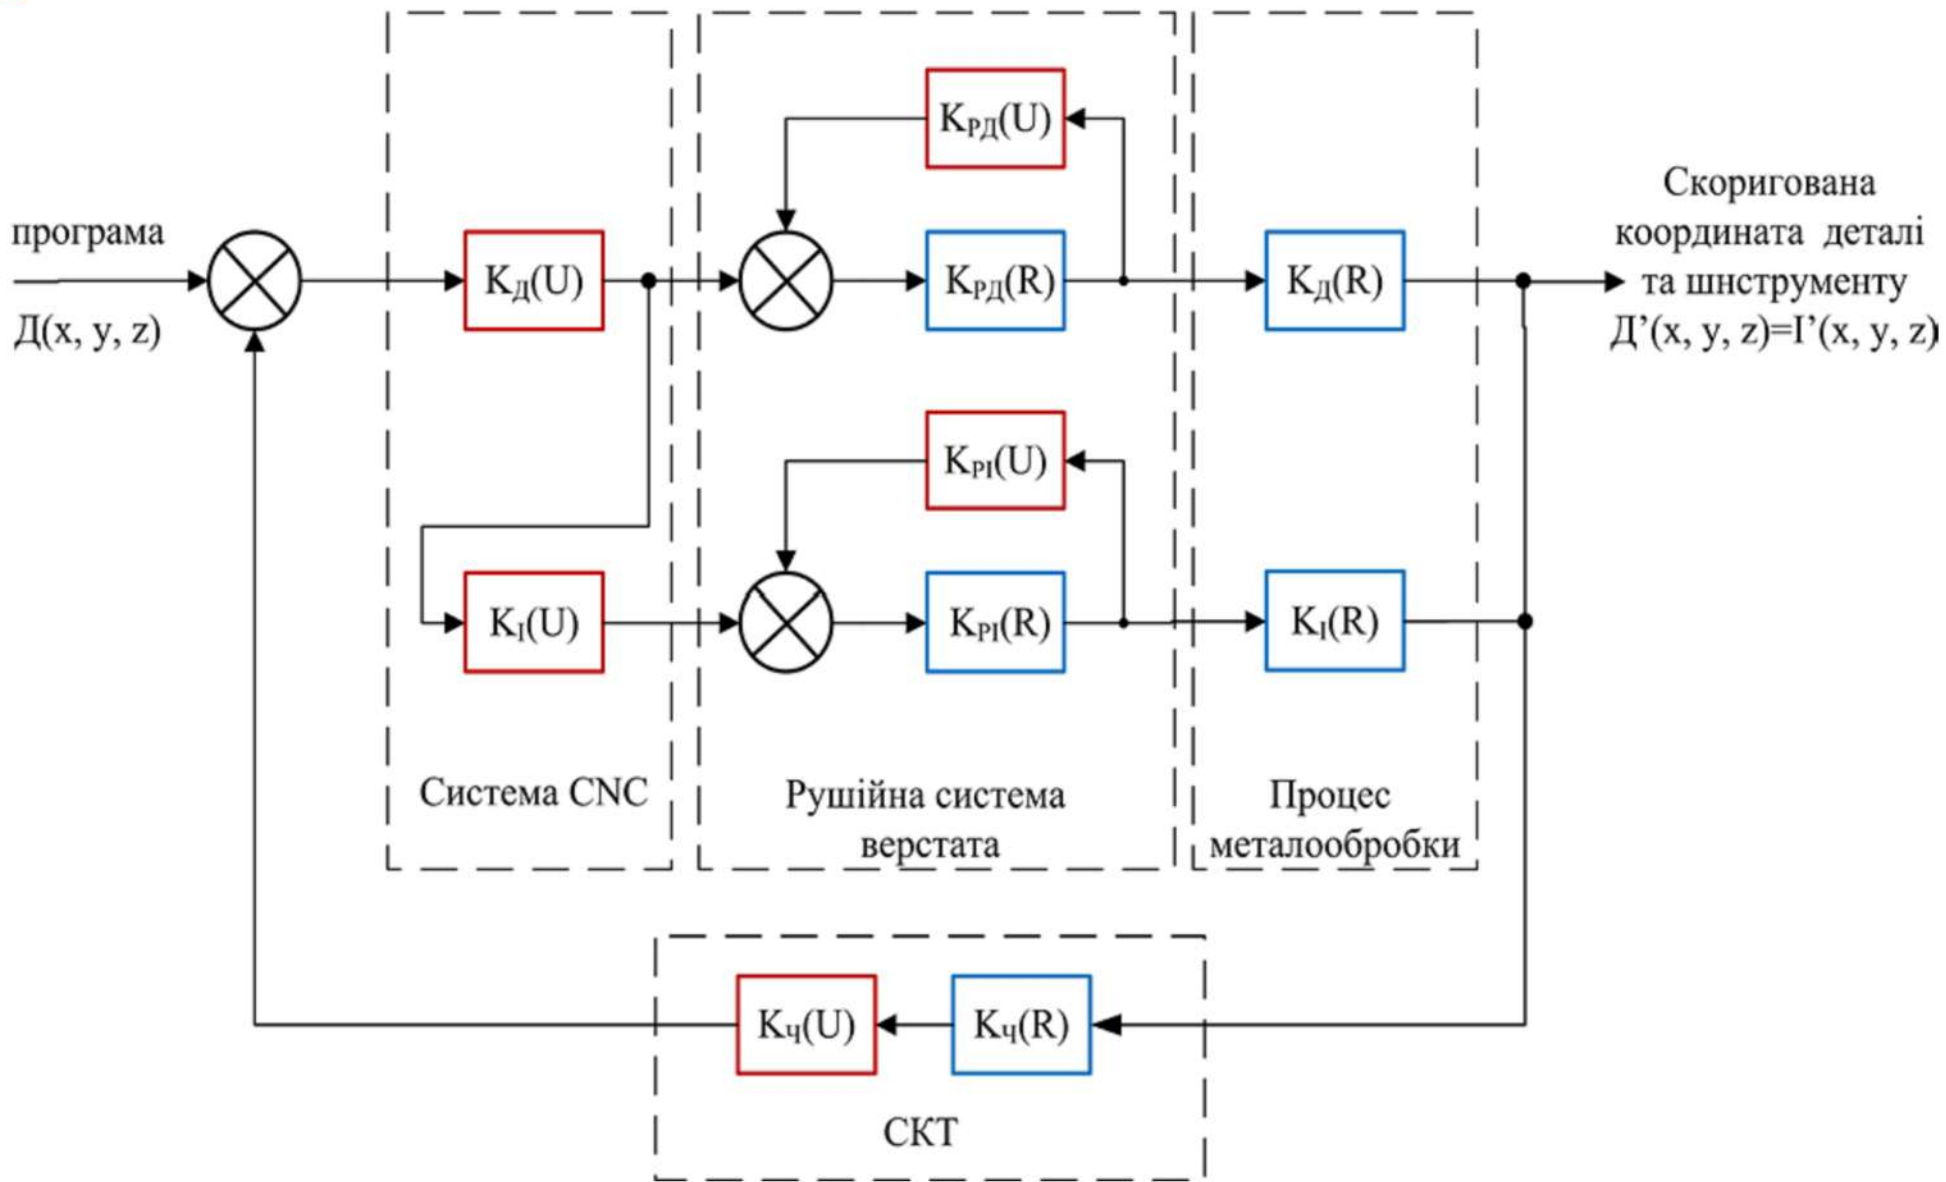 програма
Д(x, y, z)
KД(U)
KІ(U)
Система CNC
KРД(U)
KРД(R)
KРІ(U)
KРІ(R)
Рушійна система
верстата
KД(R)
KІ(R)
Процес
металообробки
Скоригована
координата деталі
та шнструменту
Д’(x, y, z)=І’(x, y, z)
KЧ(U)
KЧ(R)
СКТ